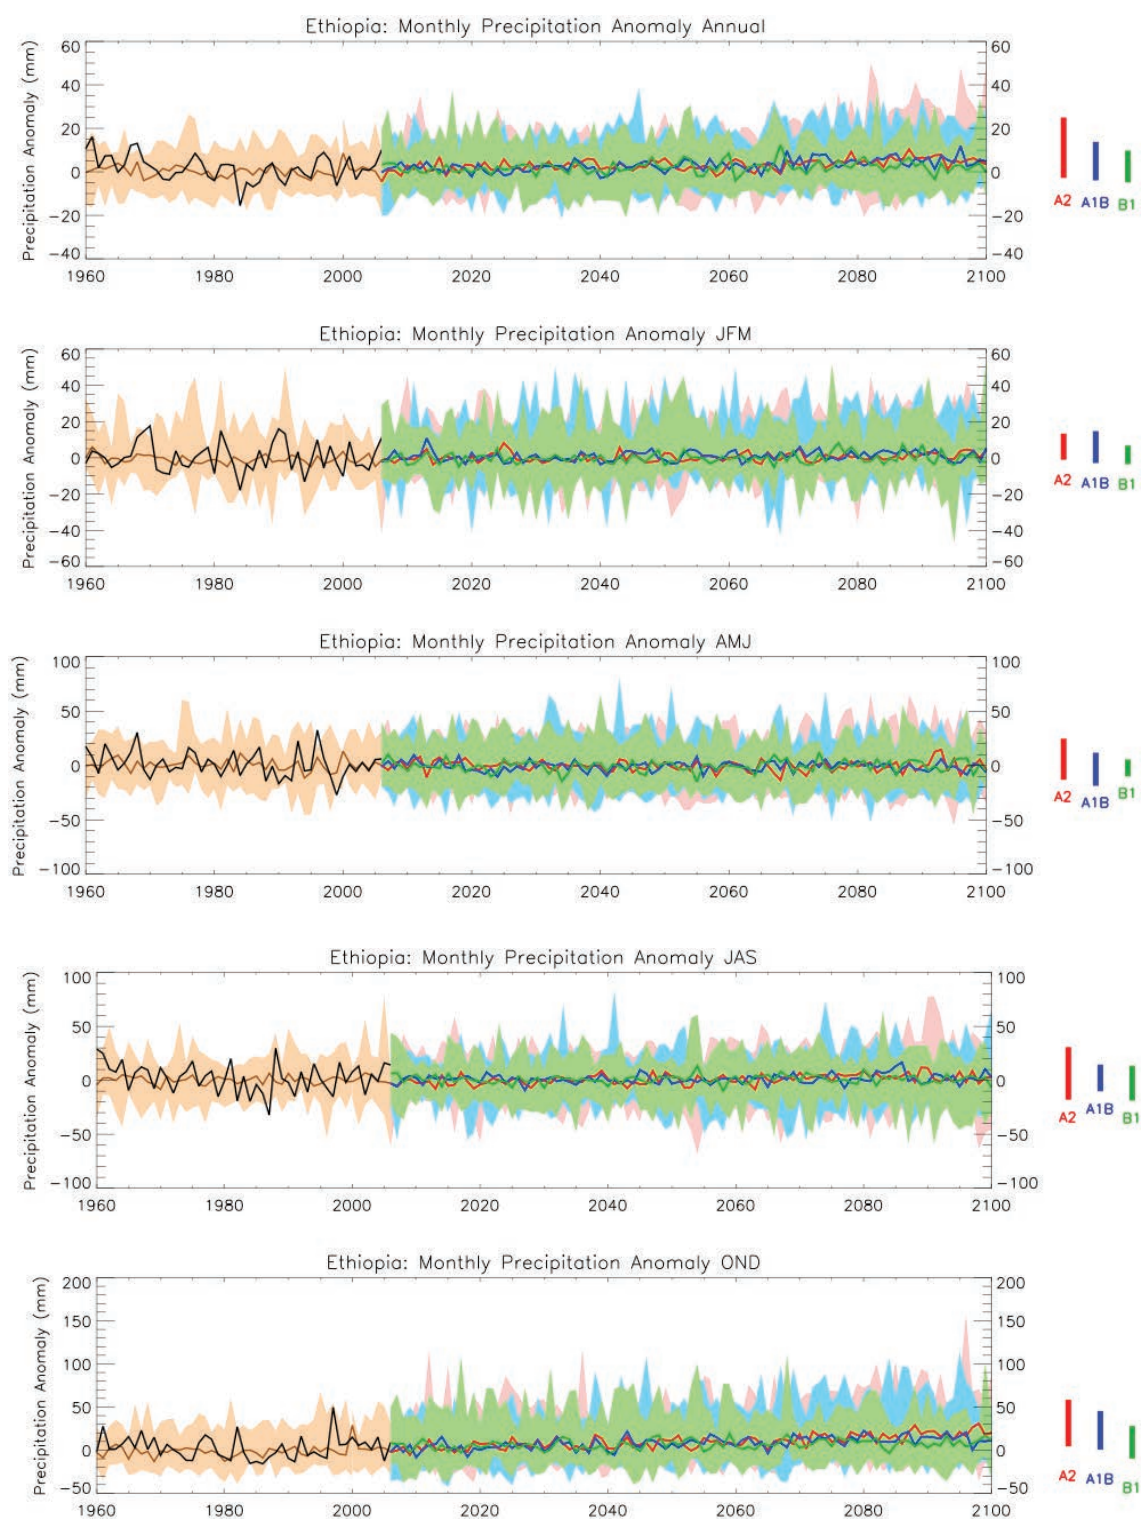 Ethiopia: Monthly Precipitation Anomaly Annual
Precipitation Anomaly (mm)
60 60
40 40
20 20
0 0
−20 −20
−40 −40
1960 1980 2000 2020 2040 2060 2080 2100
A2 A1B B1
Ethiopia: Monthly Precipitation Anomaly JFM
Precipitation Anomaly (mm)
60 60
40 40
20 20
0 0
−20 −20
−40 −40
−60 −60
1960 1980 2000 2020 2040 2060 2080 2100
A2 A1B B1
Ethiopia: Monthly Precipitation Anomaly AMJ
Precipitation Anomaly (mm)
100 100
50 50
0 0
−50 −50
−100 −100
1960 1980 2000 2020 2040 2060 2080 2100
A2 A1B B1
Ethiopia: Monthly Precipitation Anomaly JAS
Precipitation Anomaly (mm)
100 100
50 50
0 0
−50 −50
−100 −100
1960 1980 2000 2020 2040 2060 2080 2100
A2 A1B B1
Ethiopia: Monthly Precipitation Anomaly OND
Precipitation Anomaly (mm)
200 200
150 150
100 100
50 50
0 0
−50 −50
1960 1980 2000 2020 2040 2060 2080 2100
A2 A1B B1